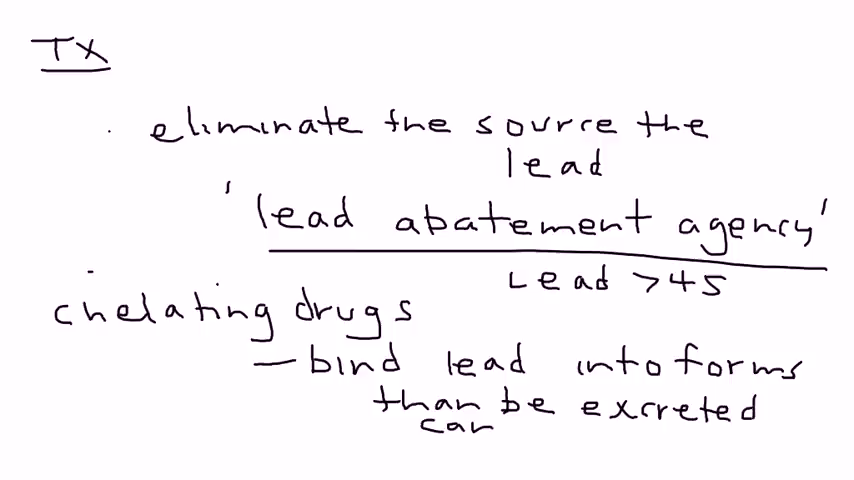 TX
· eliminate the source the
lead
'lead abatement agency'
Lead >45
chelating drugs
- bind lead into forms
than be excreted
can